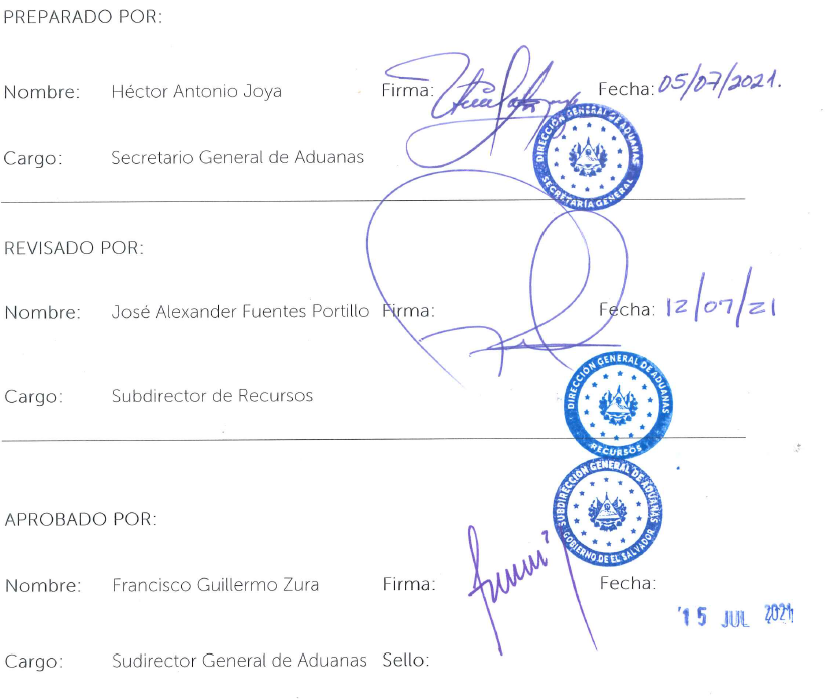 PREPARADO POR:
Nombre: Héctor Antonio Joya Firma: Fecha: 05/07/2021.
DIRECCIÓN GENERAL DE ADUANAS
SECRETARÍA GENERAL
Cargo: Secretario General de Aduanas
REVISADO POR:
Nombre: José Alexander Fuentes Portillo Firma: Fecha: 12/07/21
Cargo: Subdirector de Recursos
DIRECCIÓN GENERAL DE ADUANAS
RECURSOS
SUBDIRECCIÓN GENERAL DE ADUANAS
GOBIERNO DE EL SALVADOR
APROBADO POR:
Nombre: Francisco Guillermo Zura Firma: Fecha:
15 JUL 2021
Cargo: Sudirector General de Aduanas Sello: